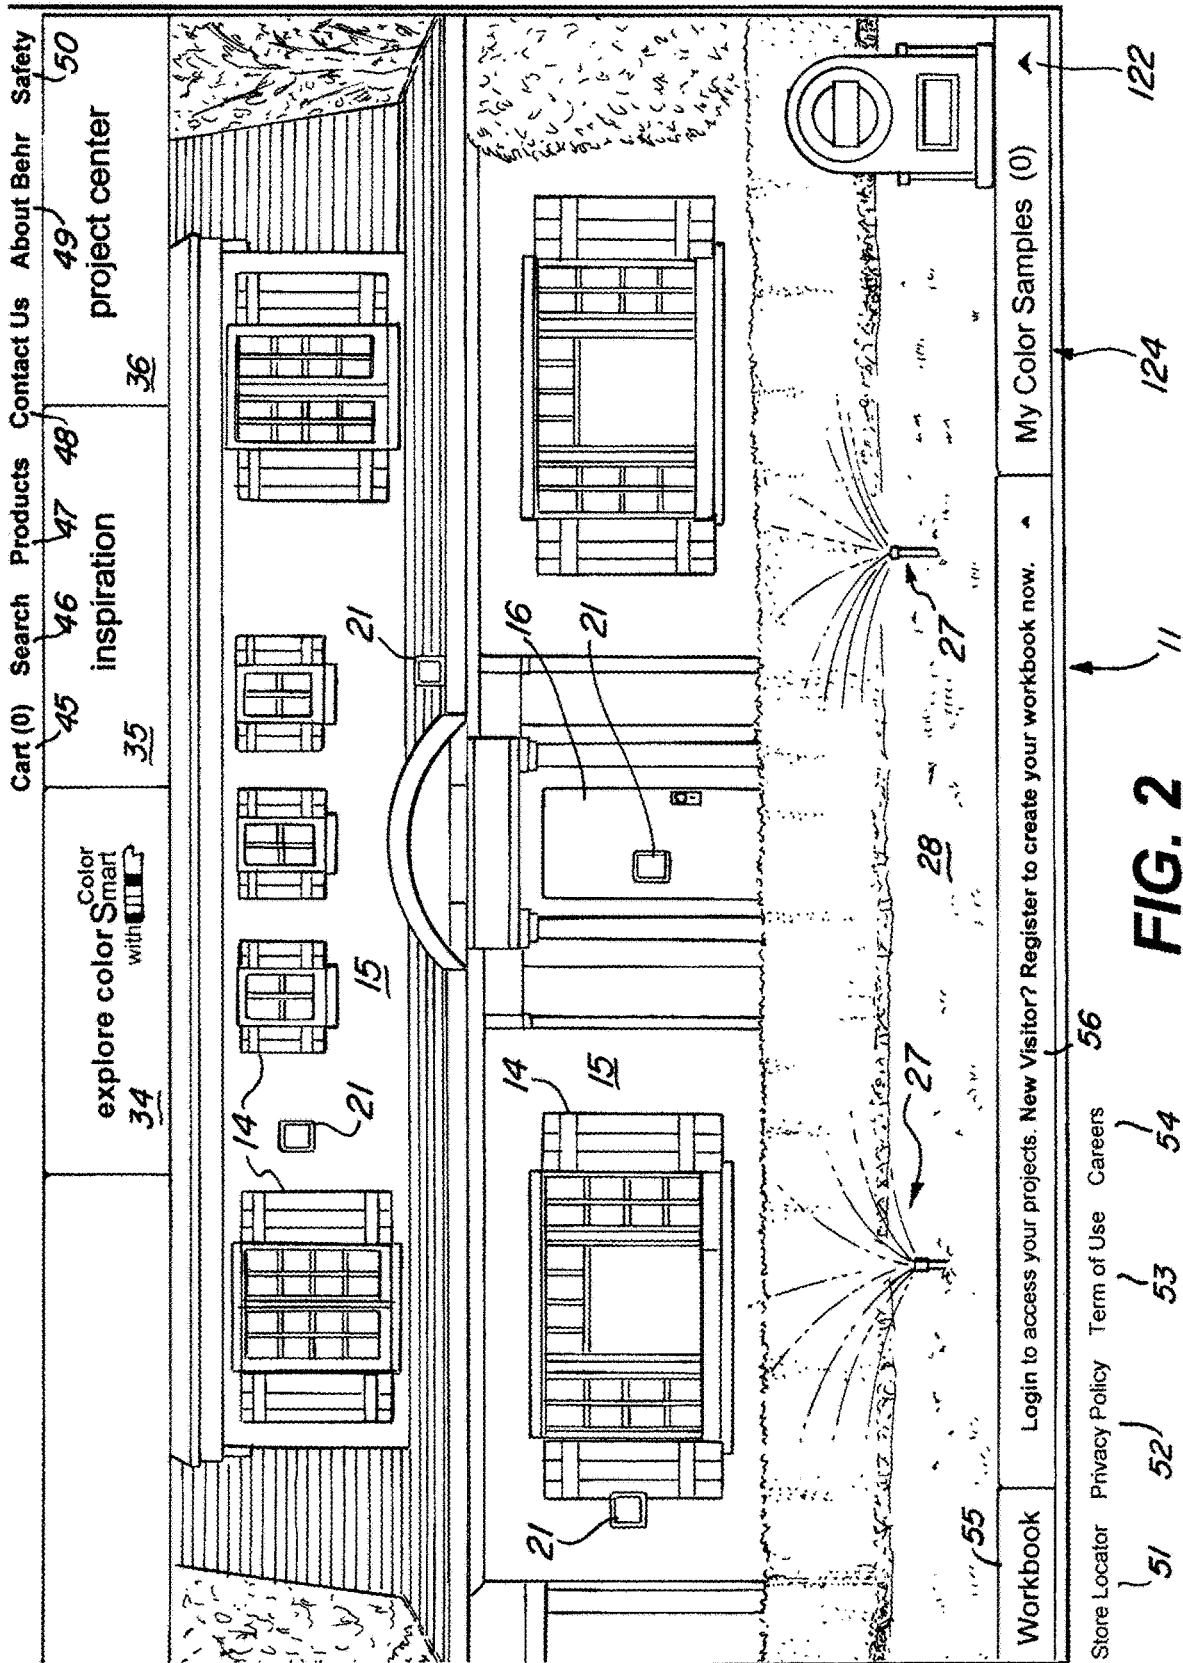 Cart (0) Search Products Contact Us About Behr Safety
45 46 47 48 49 50
explore color
with Color Smart
34
inspiration
35
project center
36
14
21
15
21
14
15
16
21
21
27
28
27
55
Workbook
Login to access your projects. New Visitor? Register to create your workbook now.
My Color Samples (0)
Store Locator Privacy Policy Term of Use Careers
51 52 53 54 56 11 124 122
FIG. 2